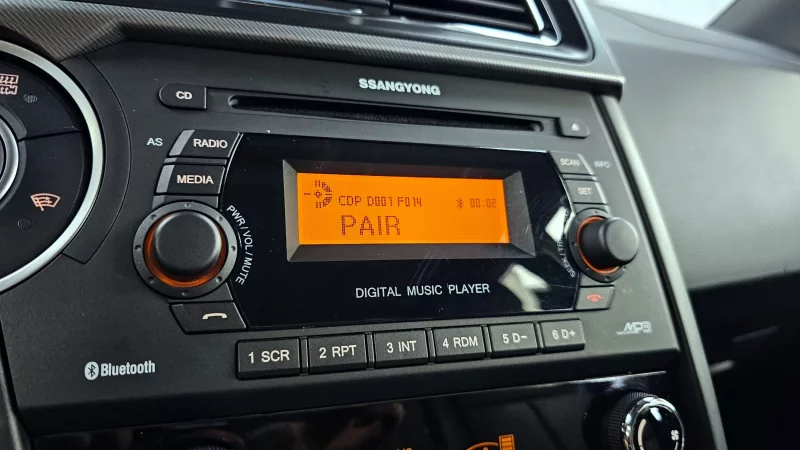 SSANGYONG
CD
AS
RADIO
SCAN
INFO
MEDIA
SET
CDP D001 F014
00:02
PAIR
PWR / VOL / MUTE
SEEK
DIGITAL MUSIC PLAYER
1 SCR
2 RPT
3 INT
4 RDM
5 D-
6 D+
MP3
Bluetooth